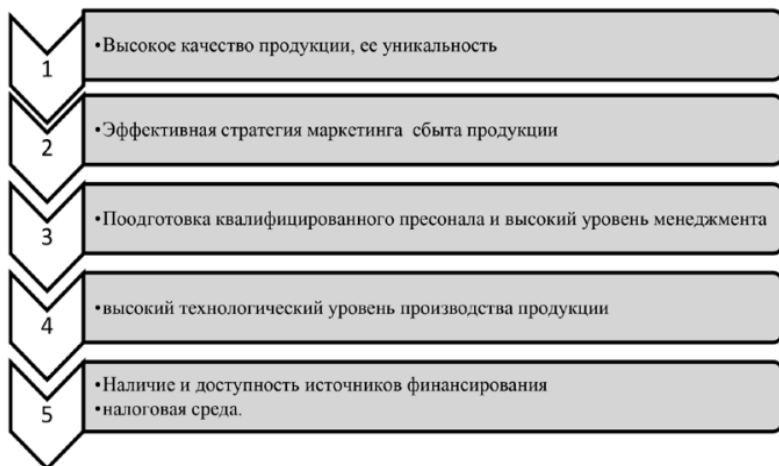 1
•Высокое качество продукции, ее уникальность
2
•Эффективная стратегия маркетинга сбыта продукции
3
•Поодготовка квалифицированного пресонала и высокий уровень менеджмента
4
•высокий технологический уровень производства продукции
5
•Наличие и доступность источников финансирования
•налоговая среда.